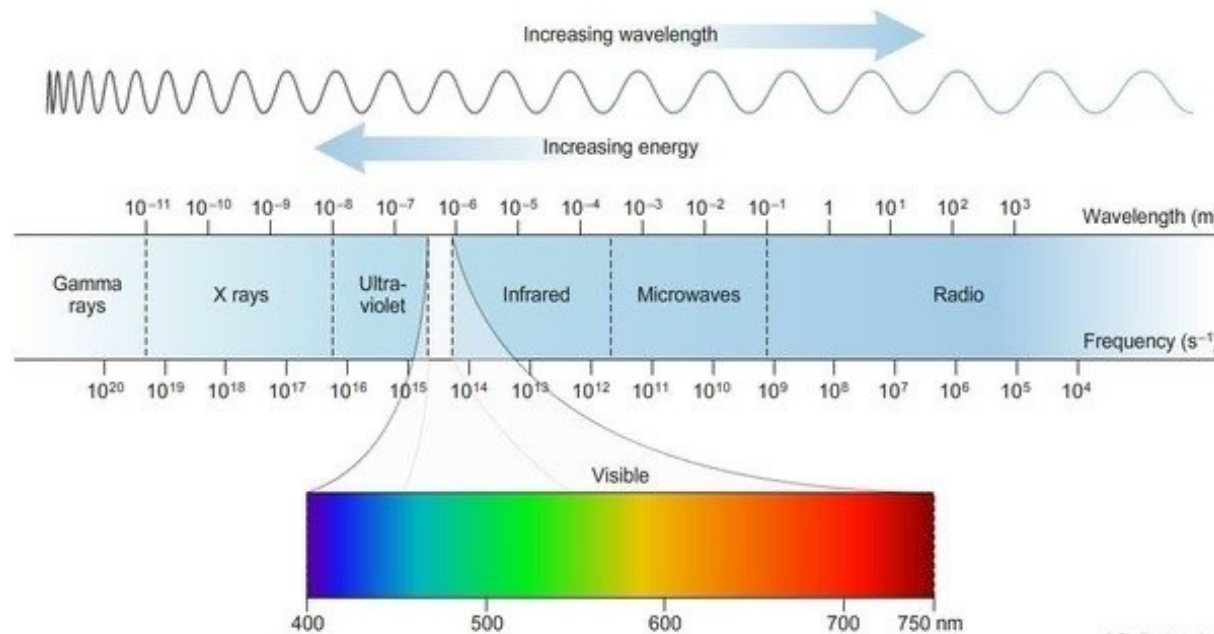 Increasing wavelength
Increasing energy
10⁻¹¹ 10⁻¹⁰ 10⁻⁹ 10⁻⁸ 10⁻⁷ 10⁻⁶ 10⁻⁵ 10⁻⁴ 10⁻³ 10⁻² 10⁻¹ 1 10¹ 10² 10³ Wavelength (m
Gamma
rays
X rays
Ultra-
violet
Infrared
Microwaves
Radio
Frequency (s⁻¹)
10²⁰ 10¹⁹ 10¹⁸ 10¹⁷ 10¹⁶ 10¹⁵ 10¹⁴ 10¹³ 10¹² 10¹¹ 10¹⁰ 10⁹ 10⁸ 10⁷ 10⁶ 10⁵ 10⁴
Visible
400 500 600 700 750 nm